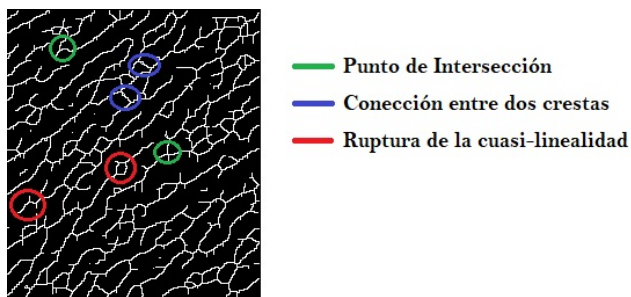 Punto de Intersección
Conección entre dos crestas
Ruptura de la cuasi-linealidad